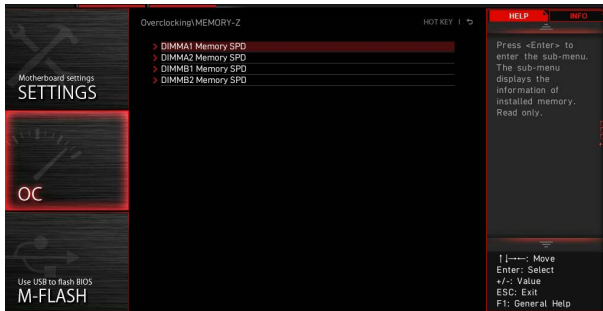 Overclocking\MEMORY-Z
HOT KEY | ↩
HELP
INFO
> DIMMA1 Memory SPD
> DIMMA2 Memory SPD
> DIMMB1 Memory SPD
> DIMMB2 Memory SPD
Motherboard settings
SETTINGS
OC
Use USB to flash BIOS
M-FLASH
Press <Enter> to
enter the sub-menu.
The sub-menu
displays the
information of
installed memory.
Read only.
↑↓→←: Move
Enter: Select
+/-: Value
ESC: Exit
F1: General Help